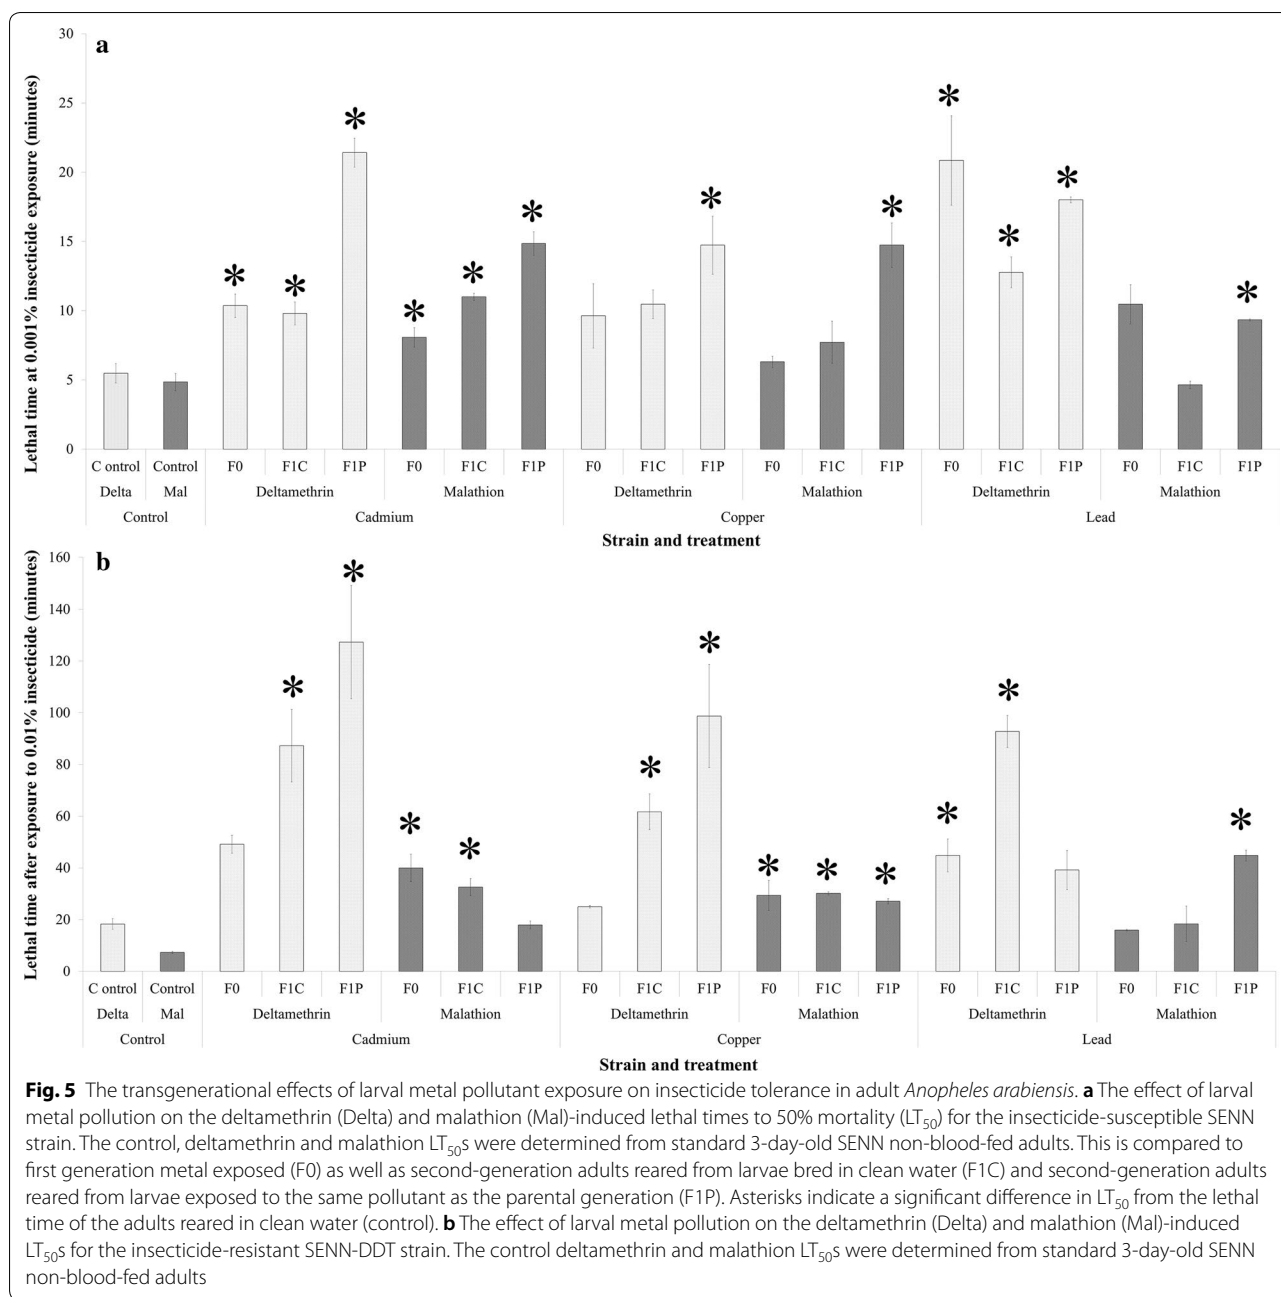 a
Lethal time at 0.001% insecticide exposure (minutes)
30
25
20
15
10
5
0
* * * * * * * * * * * *
C ontrol Control F0 F1C F1P F0 F1C F1P F0 F1C F1P F0 F1C F1P F0 F1C F1P F0 F1C F1P
Delta Mal Deltamethrin Malathion Deltamethrin Malathion Deltamethrin Malathion
Control Cadmium Copper Lead
Strain and treatment
b
Lethal time after exposure to 0.01% insecticide (minutes)
160
140
120
100
80
60
40
20
0
* * * * * * * * * * * *
C ontrol Control F0 F1C F1P F0 F1C F1P F0 F1C F1P F0 F1C F1P F0 F1C F1P F0 F1C F1P
Delta Mal Deltamethrin Malathion Deltamethrin Malathion Deltamethrin Malathion
Control Cadmium Copper Lead
Strain and treatment
Fig. 5 The transgenerational effects of larval metal pollutant exposure on insecticide tolerance in adult Anopheles arabiensis. a The effect of larval
metal pollution on the deltamethrin (Delta) and malathion (Mal)-induced lethal times to 50% mortality (LT50) for the insecticide-susceptible SENN
strain. The control, deltamethrin and malathion LT50s were determined from standard 3-day-old SENN non-blood-fed adults. This is compared to
first generation metal exposed (F0) as well as second-generation adults reared from larvae bred in clean water (F1C) and second-generation adults
reared from larvae exposed to the same pollutant as the parental generation (F1P). Asterisks indicate a significant difference in LT50 from the lethal
time of the adults reared in clean water (control). b The effect of larval metal pollution on the deltamethrin (Delta) and malathion (Mal)-induced
LT50s for the insecticide-resistant SENN-DDT strain. The control deltamethrin and malathion LT50s were determined from standard 3-day-old SENN
non-blood-fed adults